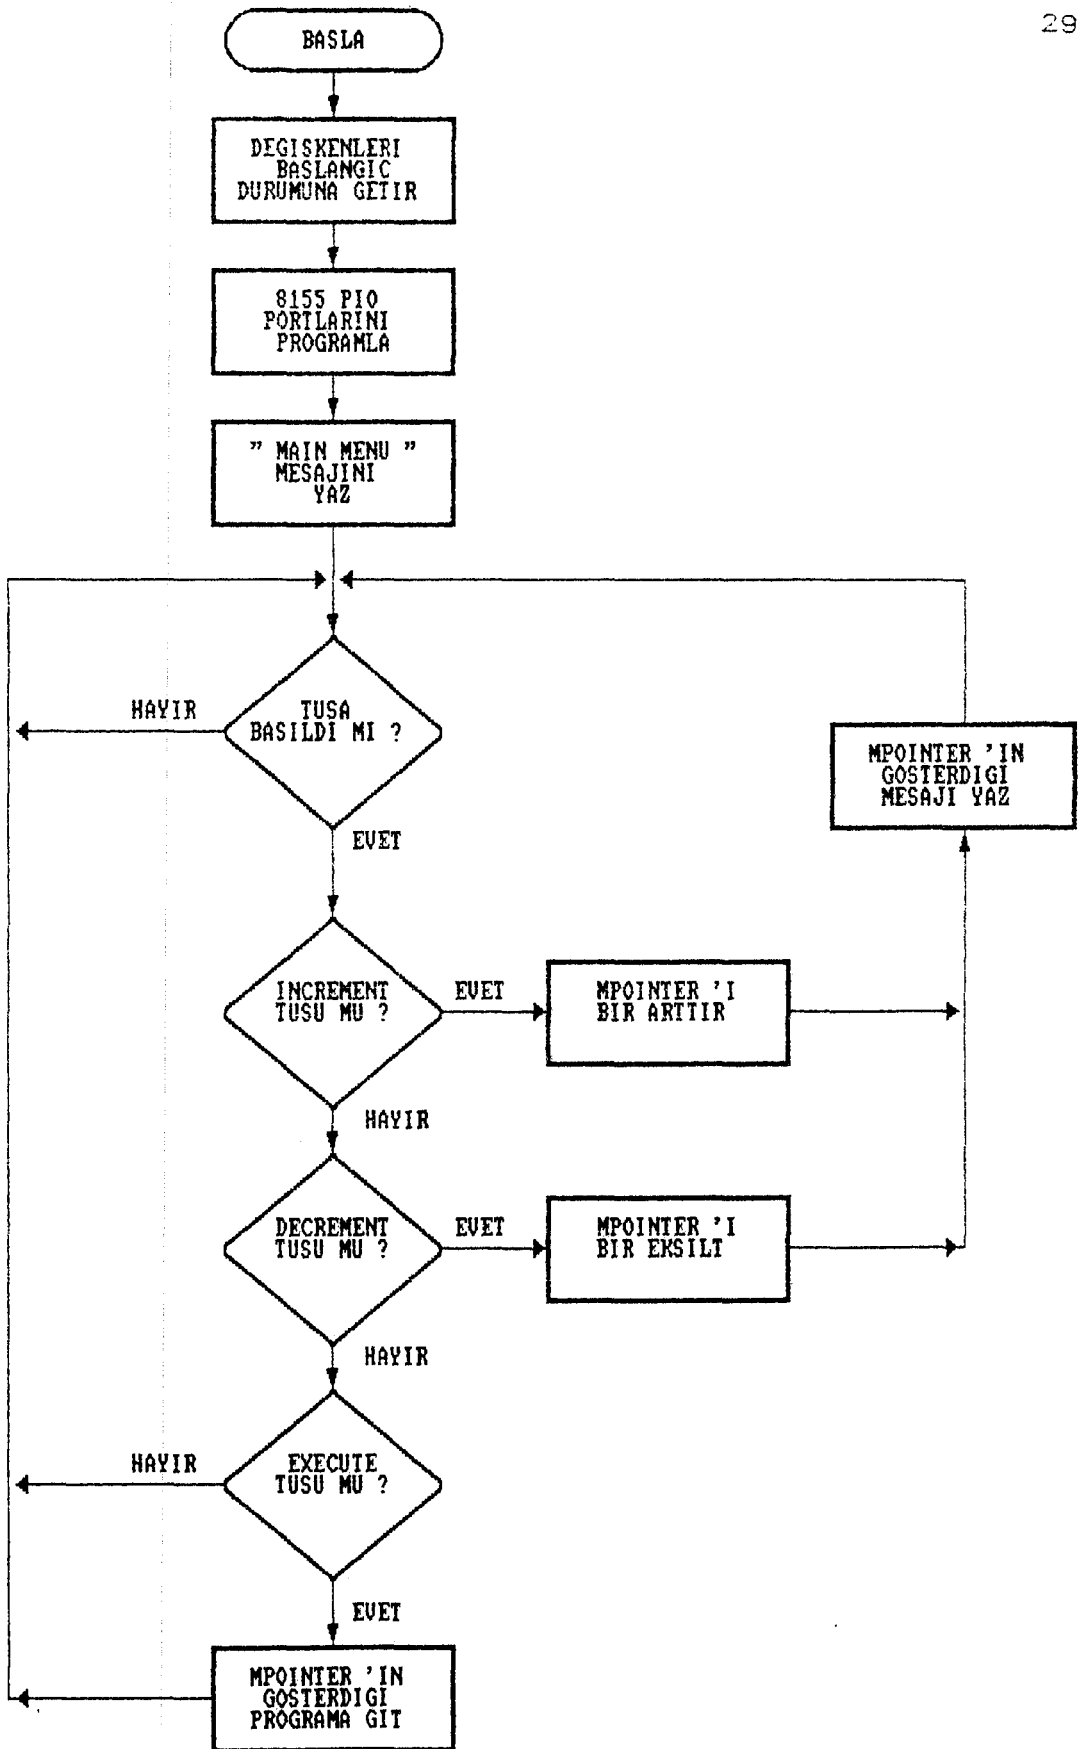 29
BASLA
DEGISKENLERI
BASLANGIC
DURUMUNA GETIR
8155 PIO
PORTLARINI
PROGRAMLA
" MAIN MENU "
MESAJINI
YAZ
TUSA
BASILDI MI ?
HAYIR
EVET
MPOINTER 'IN
GOSTERDIGI
MESAJI YAZ
INCREMENT
TUSU MU ?
EVET
MPOINTER 'I
BIR ARTTIR
HAYIR
DECREMENT
TUSU MU ?
EVET
MPOINTER 'I
BIR EKSILT
HAYIR
EXECUTE
TUSU MU ?
HAYIR
EVET
MPOINTER 'IN
GOSTERDIGI
PROGRAMA GIT